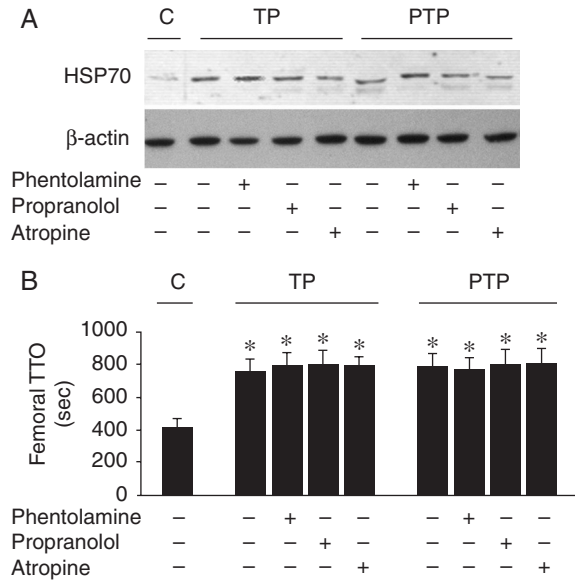 A
C TP PTP
HSP70
β-actin
Phentolamine – – + – – – + – –
Propranolol – – – + – – – + –
Atropine – – – – + – – – +
B
C TP PTP
Femoral TTO
(sec)
1000
800
600
400
200
0
* * * * * * * *
Phentolamine – – + – – – + – –
Propranolol – – – + – – – + –
Atropine – – – – + – – – +